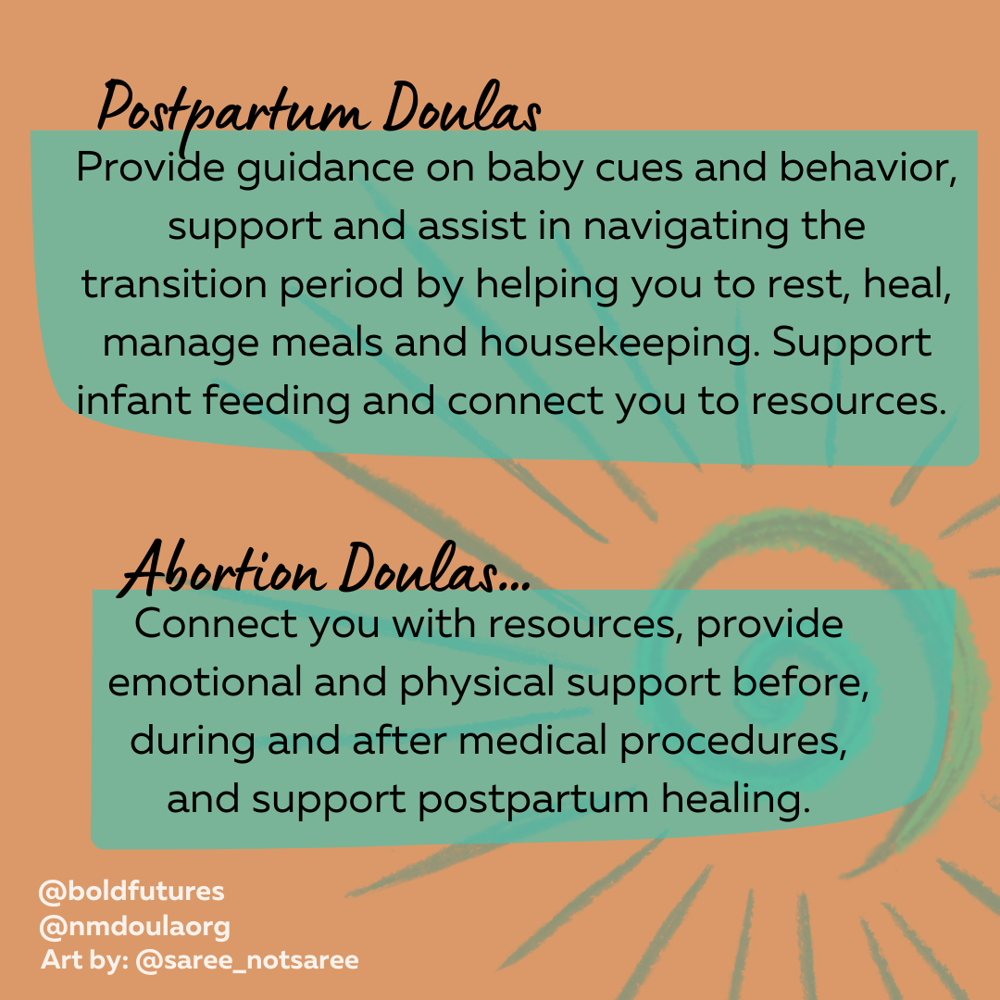 Postpartum Doulas
Provide guidance on baby cues and behavior,
support and assist in navigating the
transition period by helping you to rest, heal,
manage meals and housekeeping. Support
infant feeding and connect you to resources.
Abortion Doulas...
Connect you with resources, provide
emotional and physical support before,
during and after medical procedures,
and support postpartum healing.
@boldfutures
@nmdoulaorg
Art by: @saree_notsaree